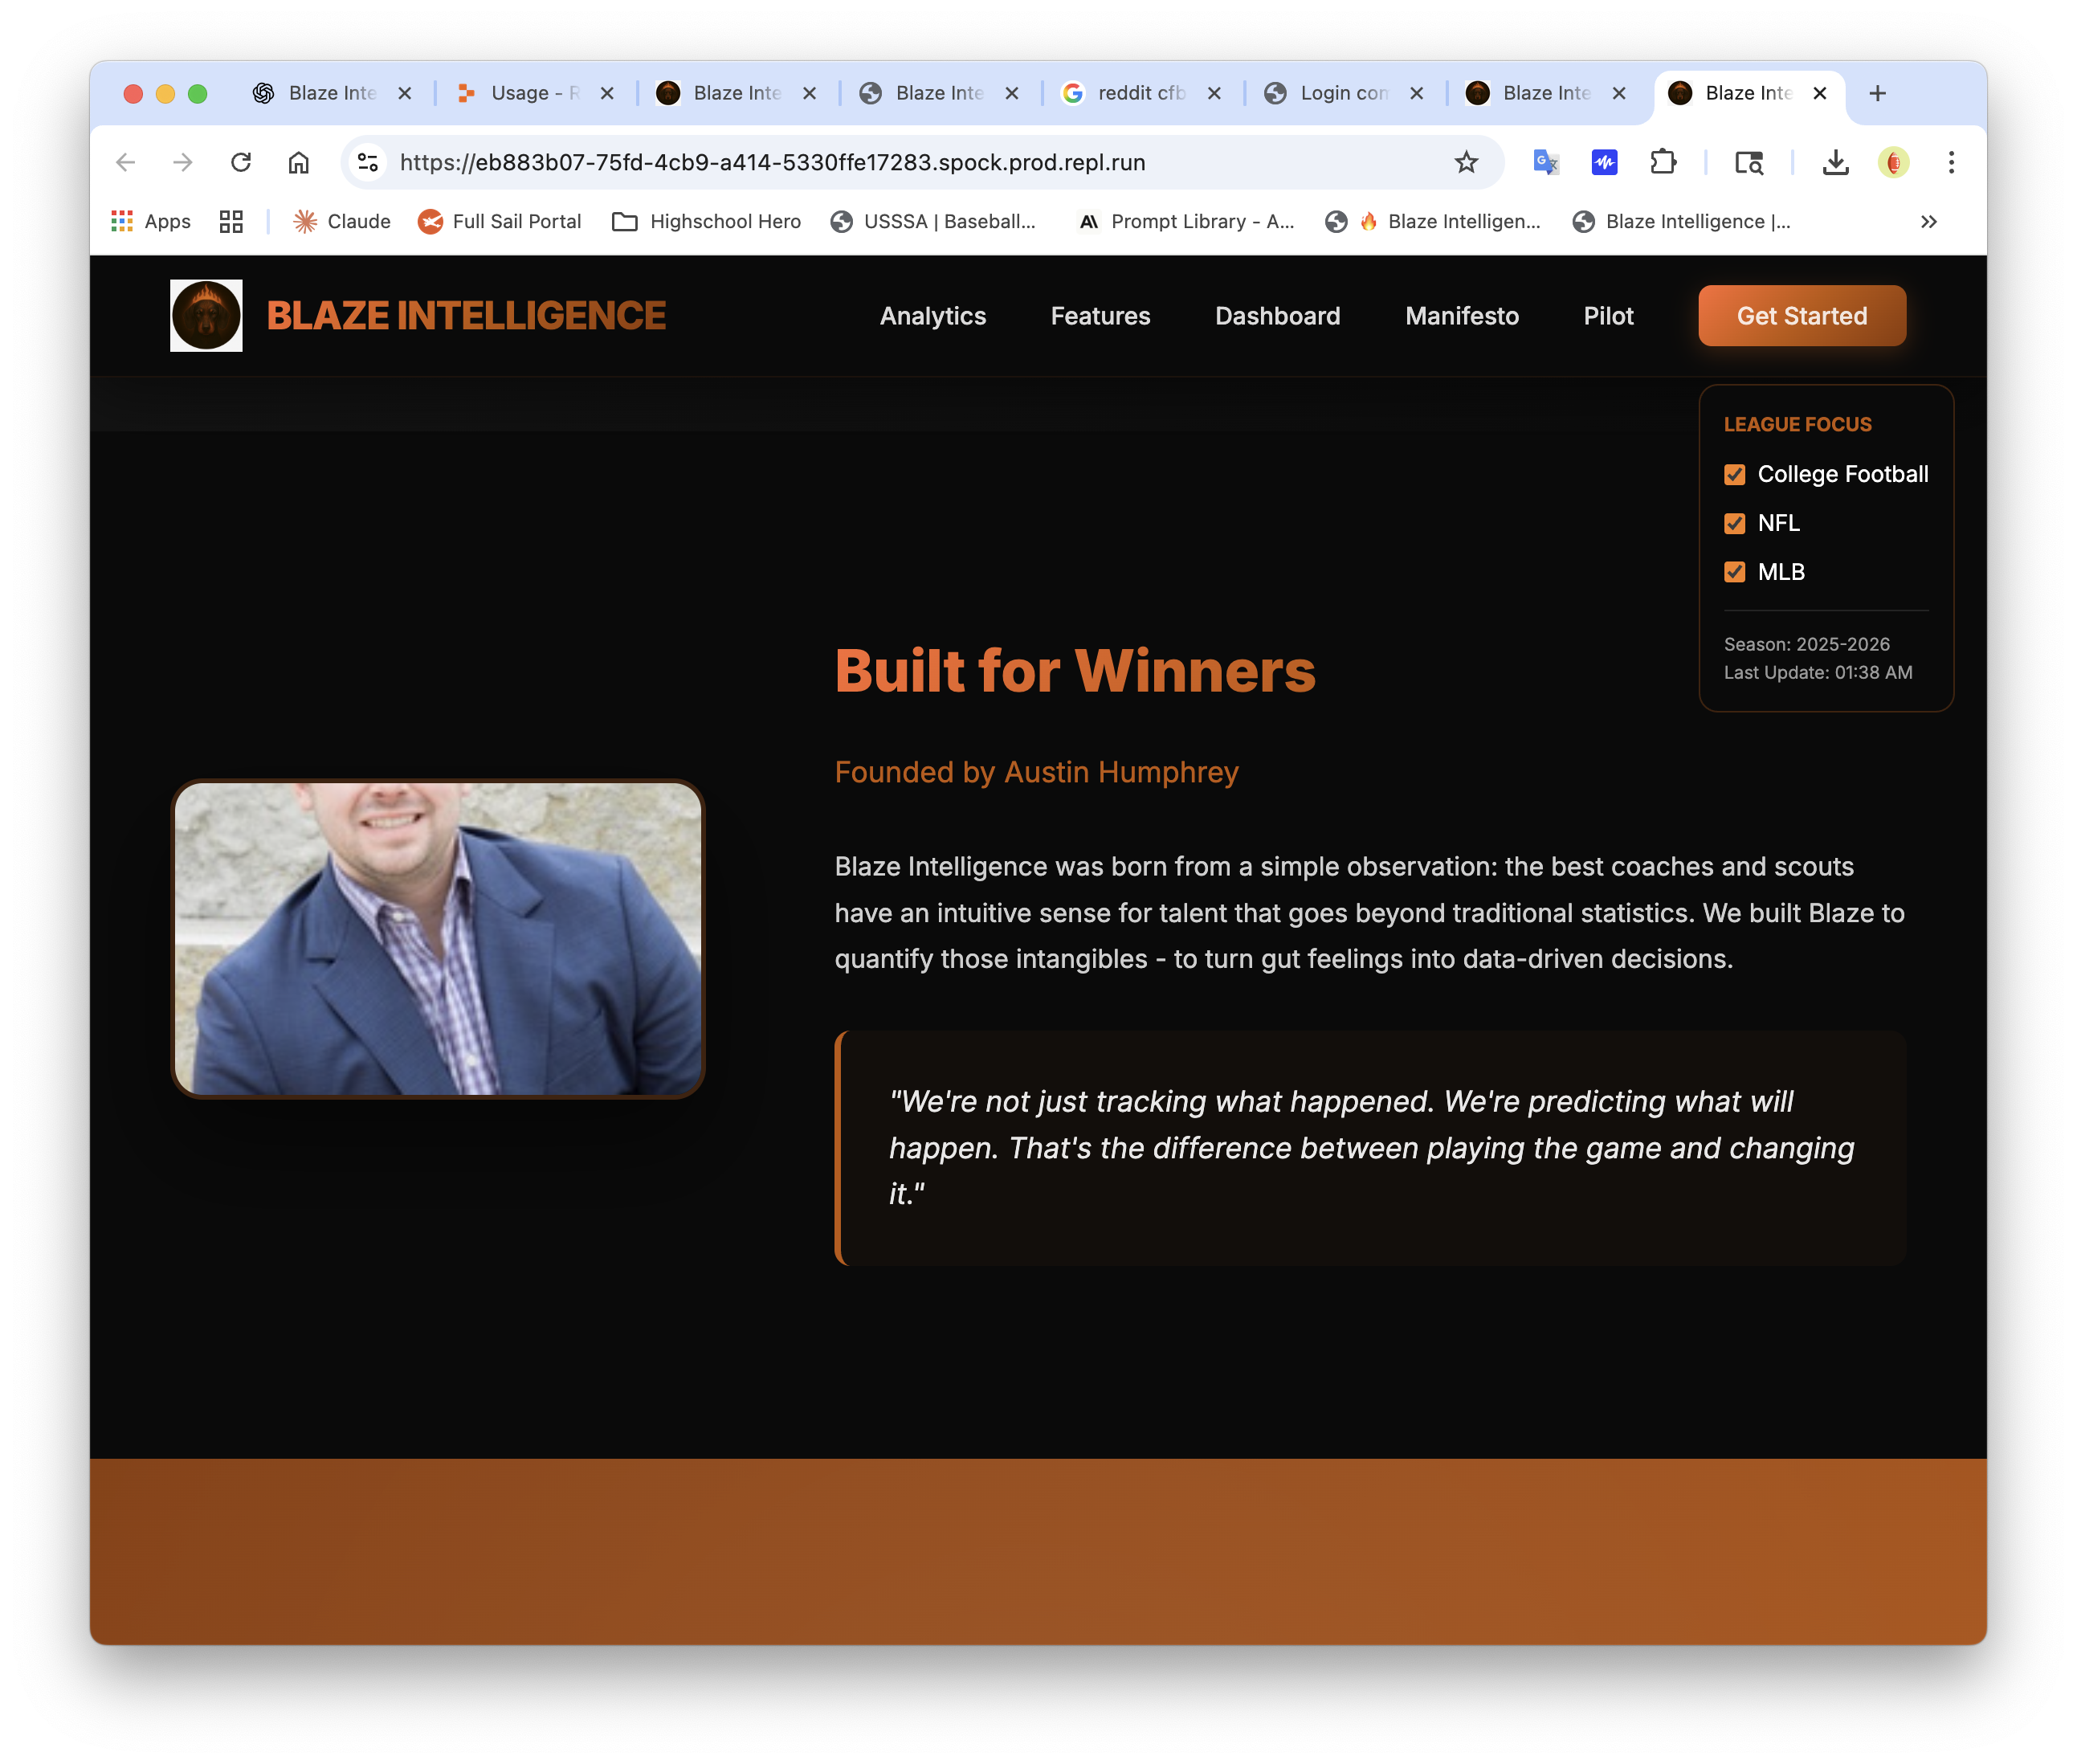 Blaze Inte
Usage - R
Blaze Inte
Blaze Inte
reddit cfb
Login con
Blaze Inte
Blaze Inte
https://eb883b07-75fd-4cb9-a414-5330ffe17283.spock.prod.repl.run
Apps
Claude
Full Sail Portal
Highschool Hero
USSSA | Baseball...
Prompt Library - A...
Blaze Intelligen...
Blaze Intelligence |...
BLAZE INTELLIGENCE
Analytics
Features
Dashboard
Manifesto
Pilot
Get Started
LEAGUE FOCUS
College Football
NFL
MLB
Season: 2025-2026
Last Update: 01:38 AM
Built for Winners
Founded by Austin Humphrey
Blaze Intelligence was born from a simple observation: the best coaches and scouts
have an intuitive sense for talent that goes beyond traditional statistics. We built Blaze to
quantify those intangibles - to turn gut feelings into data-driven decisions.
"We're not just tracking what happened. We're predicting what will
happen. That's the difference between playing the game and changing
it."